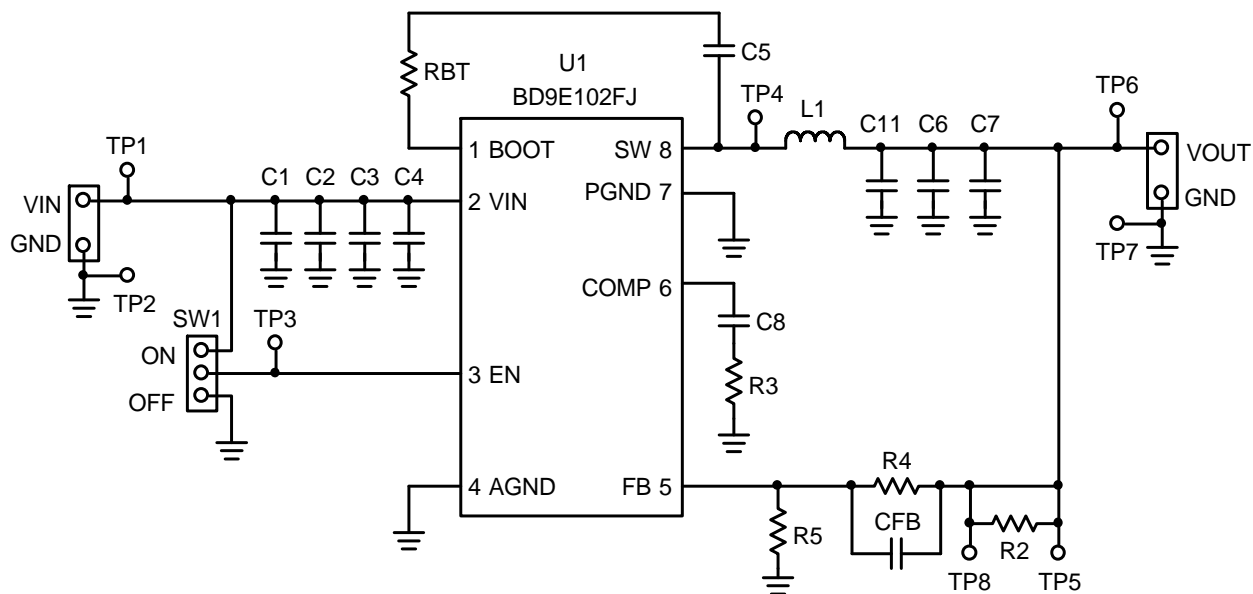 U1
BD9E102FJ
RBT
C5
TP4
L1
TP6
C11
C6
C7
TP1
1 BOOT
SW 8
VOUT
VIN
C1
C2
C3
C4
2 VIN
PGND 7
GND
GND
TP7
TP2
COMP 6
SW1
TP3
C8
ON
3 EN
R3
OFF
R4
4 AGND
FB 5
CFB
R5
R2
TP8
TP5